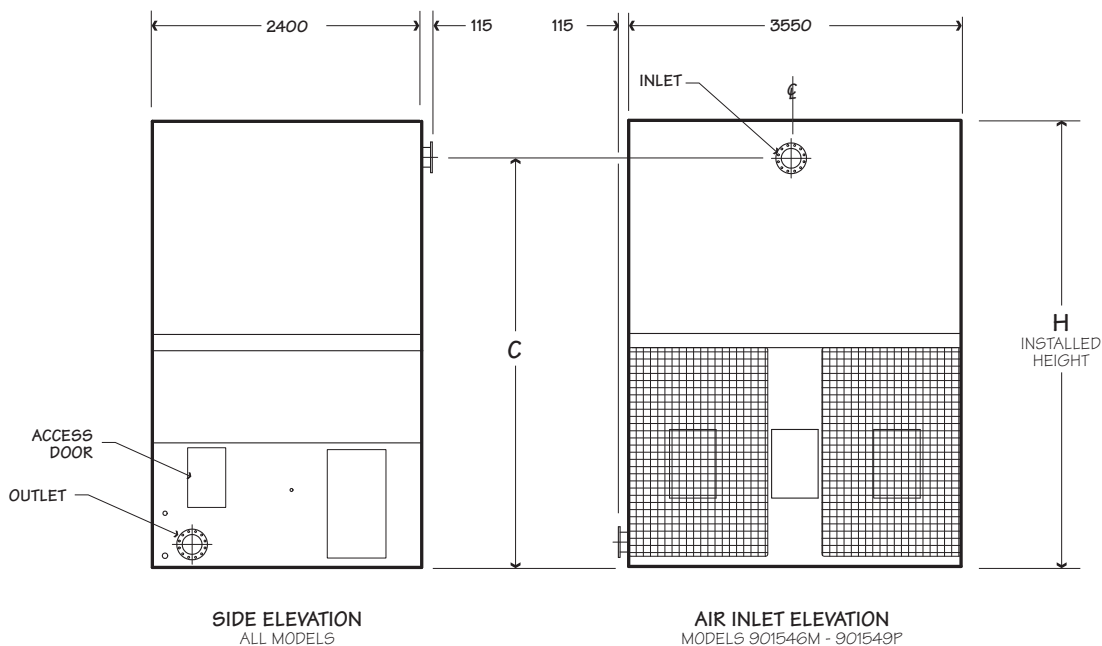 2400
115
115
3550
INLET
℄
C
H
INSTALLED
HEIGHT
ACCESS
DOOR
OUTLET
SIDE ELEVATION
ALL MODELS
AIR INLET ELEVATION
MODELS 901546M - 901549P